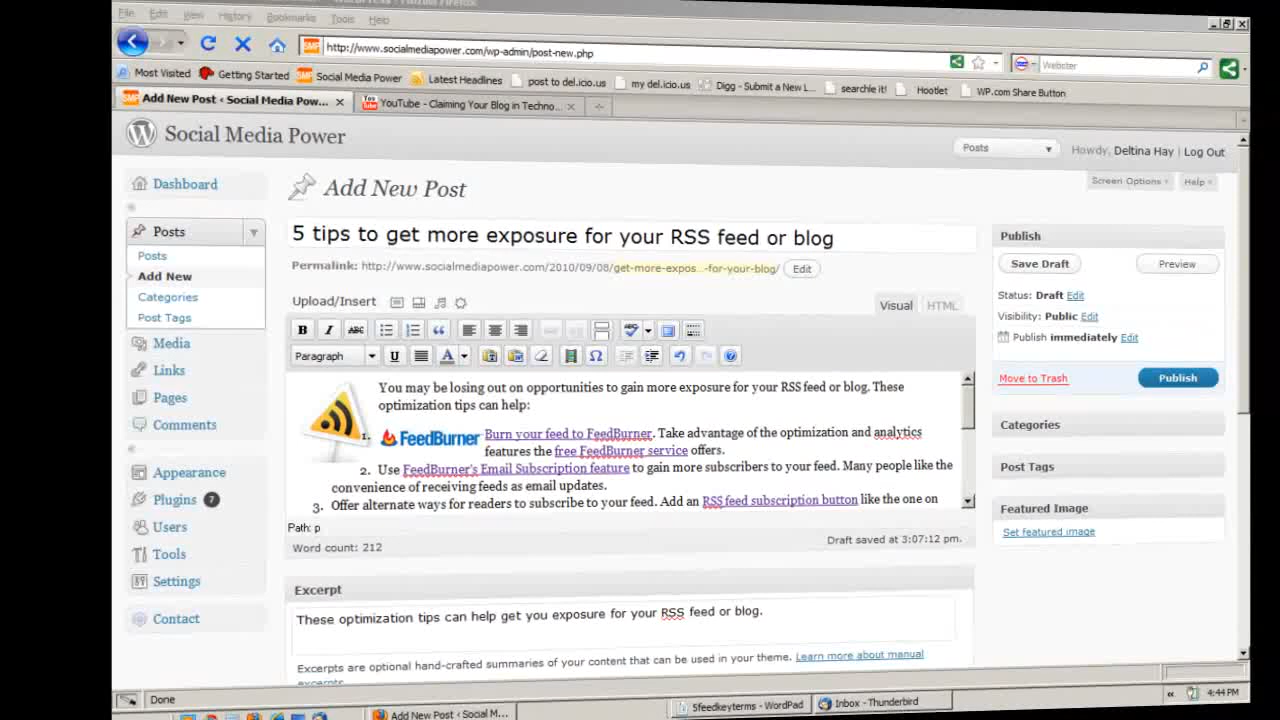 File Edit View History Bookmarks Tools Help
http://www.socialmediapower.com/wp-admin/post-new.php
Webster
Most Visited Getting Started Social Media Power Latest Headlines post to del.icio.us my del.icio.us Digg - Submit a New L... searchle it! Hootlet WP.com Share Button
Add New Post ‹ Social Media Pow... YouTube - Claiming Your Blog in Techno...
Social Media Power
Posts
Howdy, Deltina Hay | Log Out
Screen Options Help
Dashboard
Add New Post
Posts
Posts
Add New
Categories
Post Tags
Media
Links
Pages
Comments
Appearance
Plugins 7
Users
Tools
Settings
Contact
5 tips to get more exposure for your RSS feed or blog
Permalink: http://www.socialmediapower.com/2010/09/08/get-more-expos...-for-your-blog/ Edit
Upload/Insert
Visual HTML
B I ABC
Paragraph U A
You may be losing out on opportunities to gain more exposure for your RSS feed or blog. These
optimization tips can help:
1. FeedBurner Burn your feed to FeedBurner. Take advantage of the optimization and analytics
features the free FeedBurner service offers.
2. Use FeedBurner's Email Subscription feature to gain more subscribers to your feed. Many people like the
convenience of receiving feeds as email updates.
3. Offer alternate ways for readers to subscribe to your feed. Add an RSS feed subscription button like the one on
Path: p
Word count: 212
Draft saved at 3:07:12 pm.
Excerpt
These optimization tips can help get you exposure for your RSS feed or blog.
Excerpts are optional hand-crafted summaries of your content that can be used in your theme. Learn more about manual
excerpts.
Publish
Save Draft Preview
Status: Draft Edit
Visibility: Public Edit
Publish immediately Edit
Move to Trash Publish
Categories
Post Tags
Featured Image
Set featured image
Done
Add New Post ‹ Social M...
5feedkeyterms - WordPad
Inbox - Thunderbird
4:44 PM